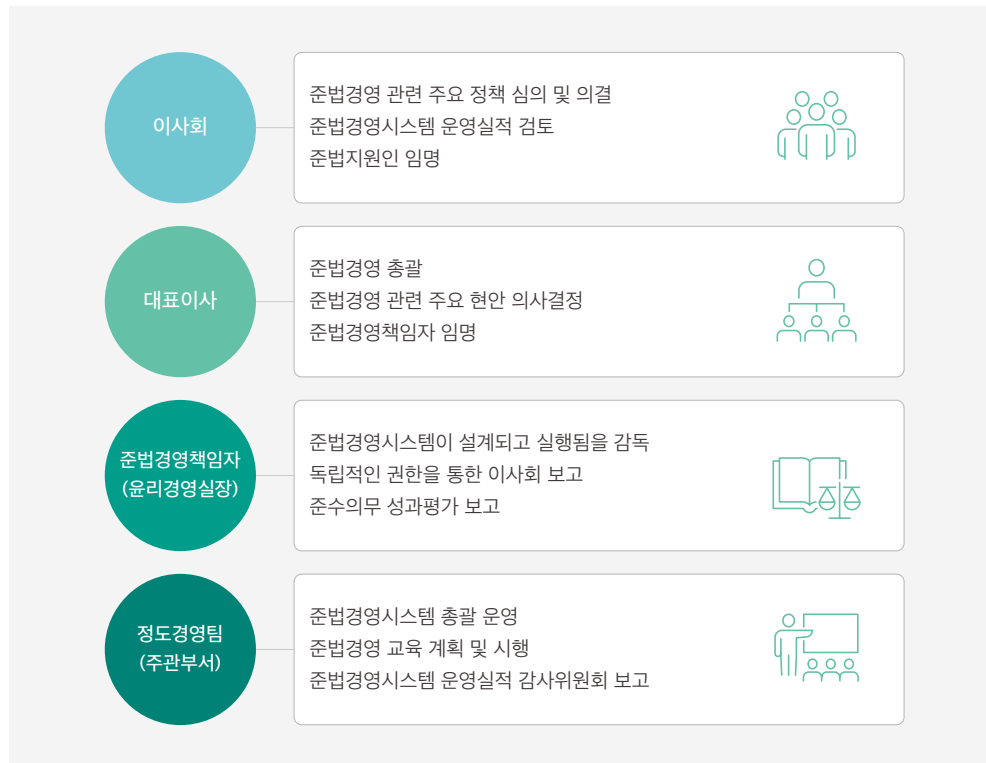 이사회
준법경영 관련 주요 정책 심의 및 의결
준법경영시스템 운영실적 검토
준법지원인 임명
대표이사
준법경영 총괄
준법경영 관련 주요 현안 의사결정
준법경영책임자 임명
준법경영책임자
(윤리경영실장)
준법경영시스템이 설계되고 실행됨을 감독
독립적인 권한을 통한 이사회 보고
준수의무 성과평가 보고
정도경영팀
(주관부서)
준법경영시스템 총괄 운영
준법경영 교육 계획 및 시행
준법경영시스템 운영실적 감사위원회 보고